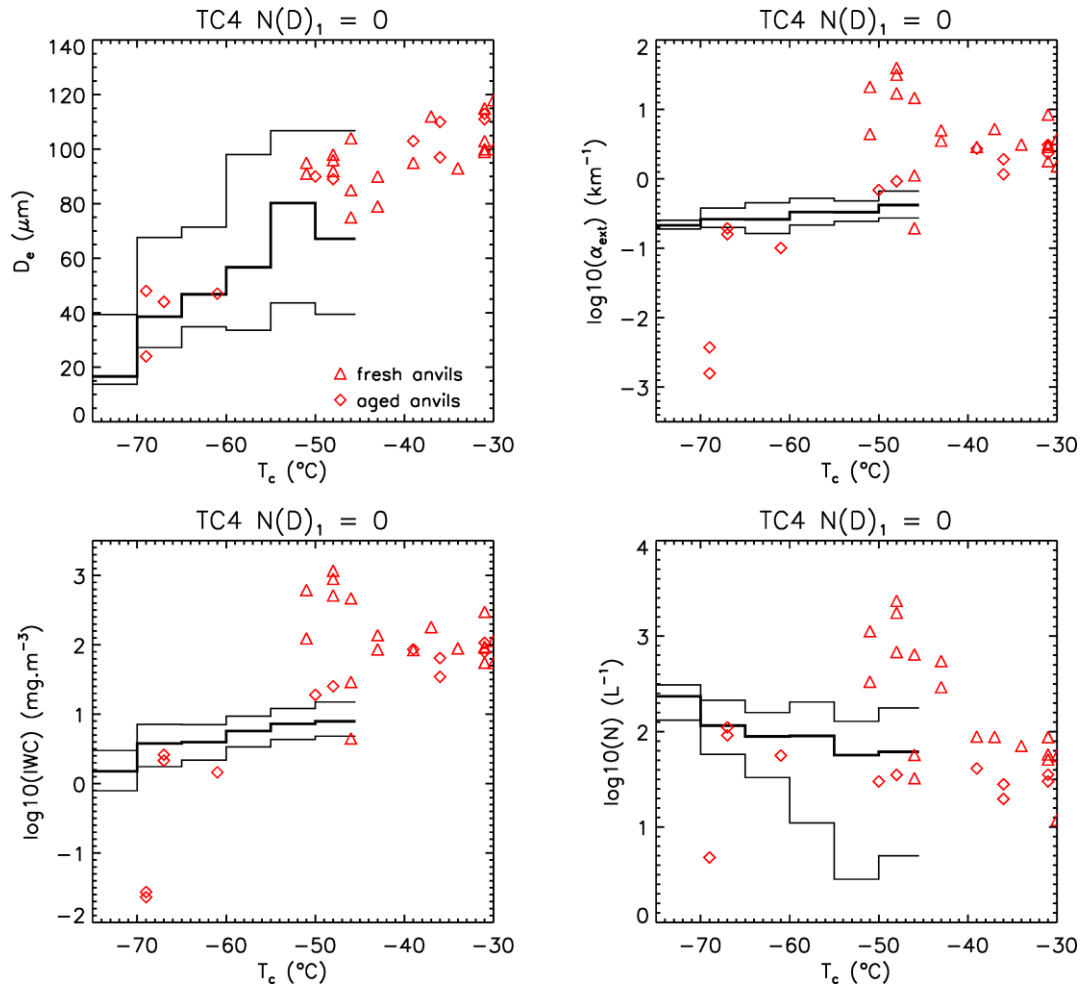 TC4 N(D)₁ = 0
140
120
100
80
60
40
20
0
Dₑ (μm)
fresh anvils
aged anvils
−70 −60 −50 −40 −30
T_c (°C)
TC4 N(D)₁ = 0
2
1
0
−1
−2
−3
log10(α_ext) (km⁻¹)
−70 −60 −50 −40 −30
T_c (°C)
TC4 N(D)₁ = 0
3
2
1
0
−1
−2
log10(IWC) (mg.m⁻³)
−70 −60 −50 −40 −30
T_c (°C)
TC4 N(D)₁ = 0
4
3
2
1
0
log10(N) (L⁻¹)
−70 −60 −50 −40 −30
T_c (°C)